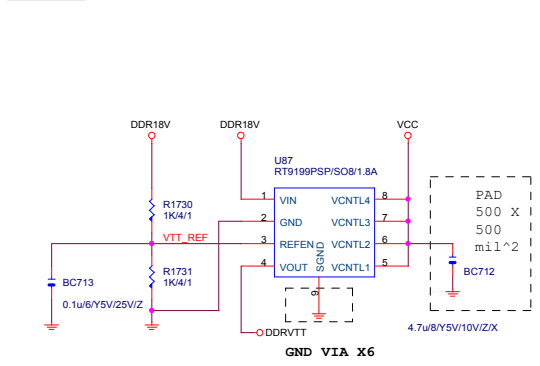 DDR18V
DDR18V
VCC
U87
RT9199PSP/SO8/1.8A
R1730
1K/4/1
1 VIN VCNTL4 8
2 GND VCNTL3 7
VTT_REF 3 REFEN VCNTL2 6
4 VOUT VCNTL1 5
SGND
9
R1731
1K/4/1
BC713
0.1u/6/Y5V/25V/Z
PAD
500 X
500
mil^2
BC712
4.7u/8/Y5V/10V/Z/X
DDRVTT
GND VIA X6